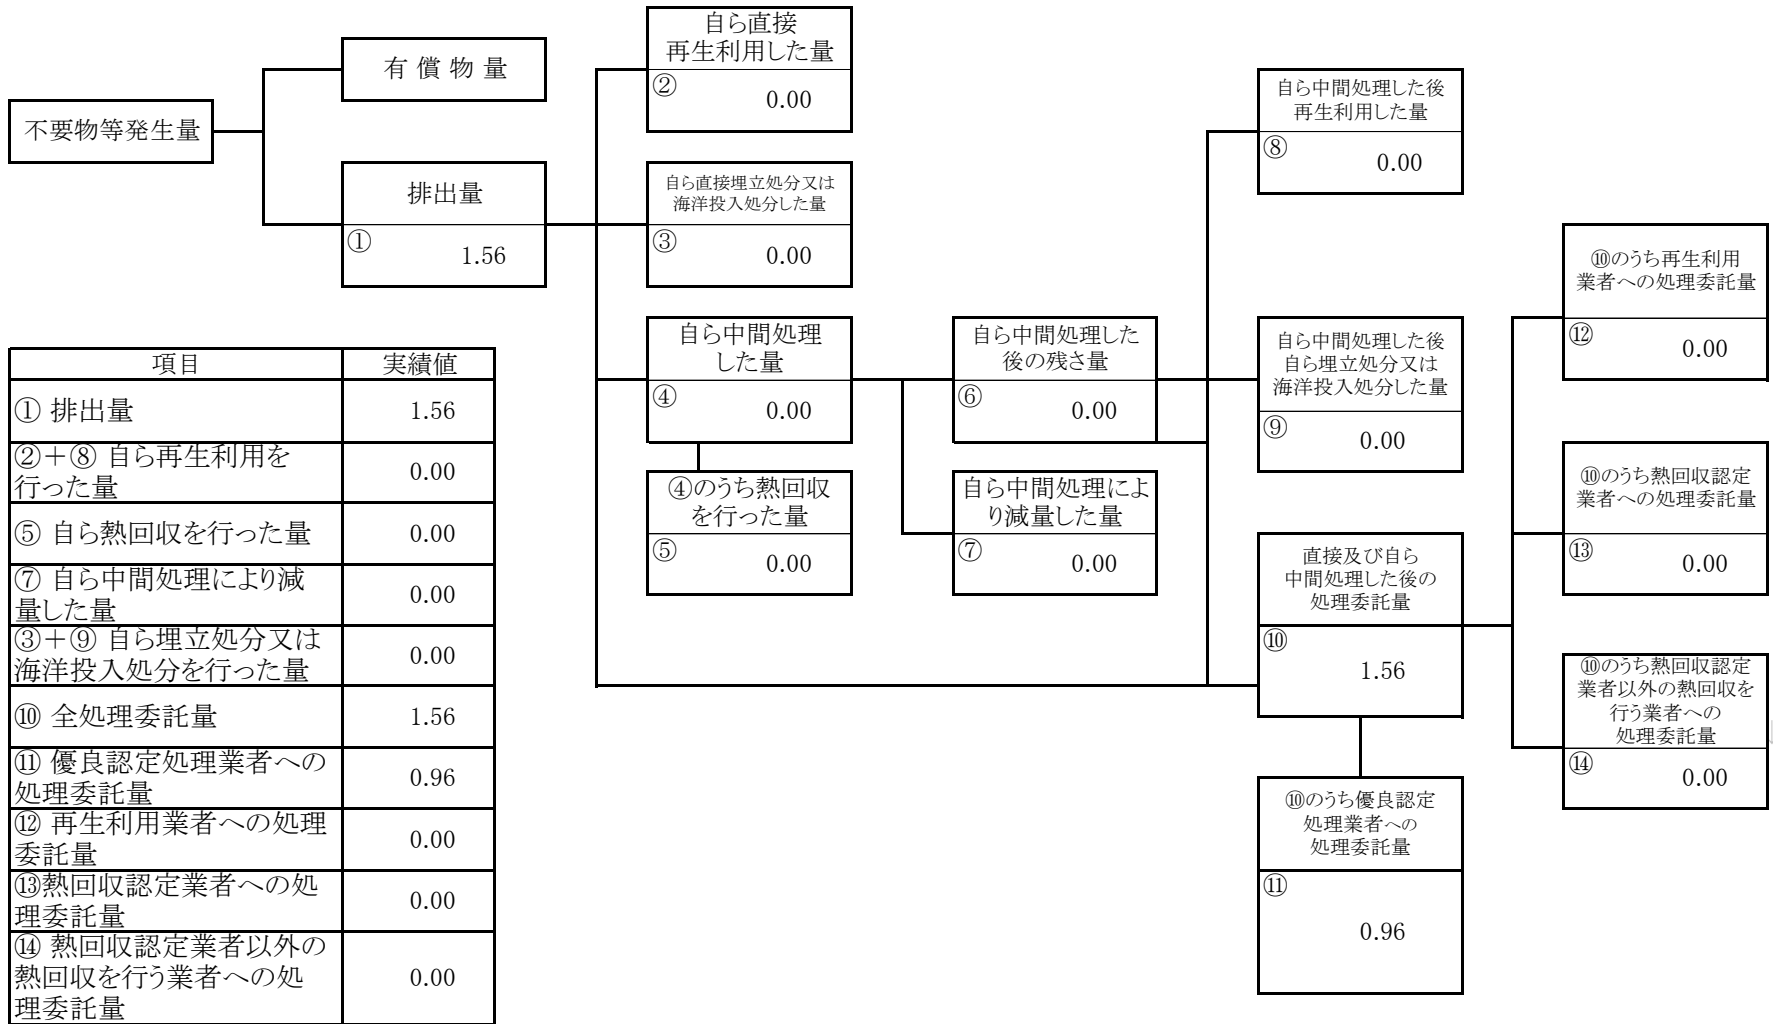 不要物等発生量
有 償 物 量
排出量
①
1.56
自ら直接
再生利用した量
②
0.00
自ら直接埋立処分又は
海洋投入処分した量
③
0.00
自ら中間処理
した量
④
0.00
④のうち熱回収
を行った量
⑤
0.00
自ら中間処理した
後の残さ量
⑥
0.00
自ら中間処理によ
り減量した量
⑦
0.00
自ら中間処理した後
再生利用した量
⑧
0.00
自ら中間処理した後
自ら埋立処分又は
海洋投入処分した量
⑨
0.00
直接及び自ら
中間処理した後の
処理委託量
⑩
1.56
⑩のうち優良認定
処理業者への
処理委託量
⑪
0.96
⑩のうち再生利用
業者への処理委託量
⑫
0.00
⑩のうち熱回収認定
業者への処理委託量
⑬
0.00
⑩のうち熱回収認定
業者以外の熱回収を
行う業者への
処理委託量
⑭
0.00
項目 実績値
① 排出量 1.56
②＋⑧ 自ら再生利用を
行った量
0.00
⑤ 自ら熱回収を行った量 0.00
⑦ 自ら中間処理により減
量した量
0.00
③＋⑨ 自ら埋立処分又は
海洋投入処分を行った量
0.00
⑩ 全処理委託量 1.56
⑪ 優良認定処理業者への
処理委託量
0.96
⑫ 再生利用業者への処理
委託量
0.00
⑬熱回収認定業者への処
理委託量
0.00
⑭ 熱回収認定業者以外の
熱回収を行う業者への処
理委託量
0.00